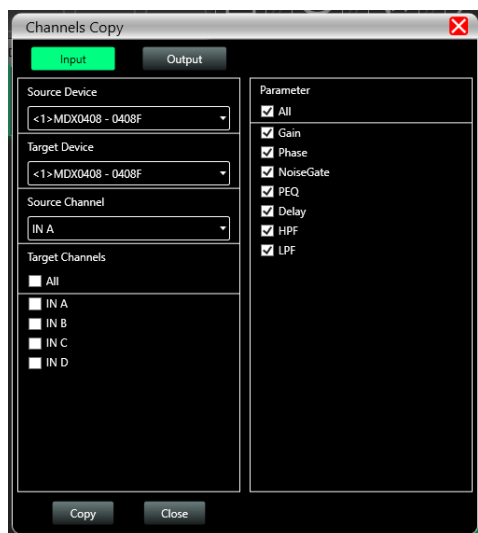 Channels Copy
Input
Output
Source Device
<1>MDX0408 - 0408F
Target Device
<1>MDX0408 - 0408F
Source Channel
IN A
Target Channels
All
IN A
IN B
IN C
IN D
Parameter
All
Gain
Phase
NoiseGate
PEQ
Delay
HPF
LPF
Copy
Close